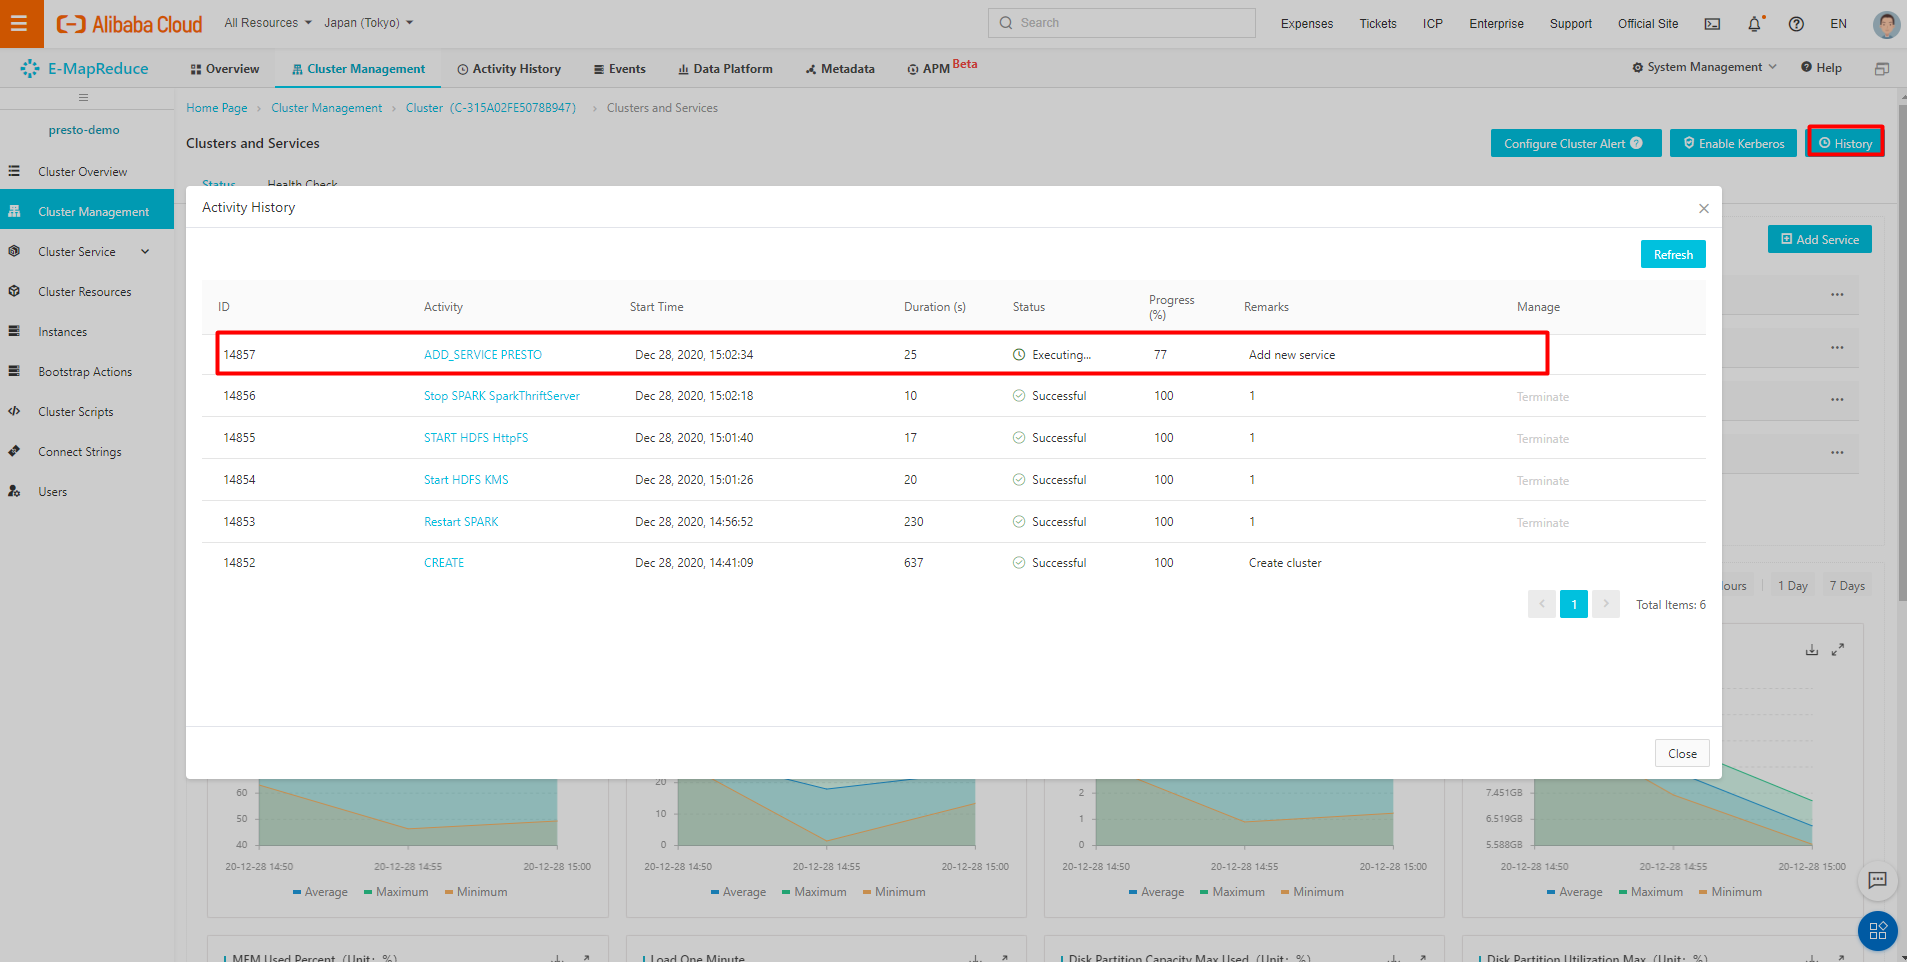 Alibaba Cloud All Resources Japan (Tokyo) Search Expenses Tickets ICP Enterprise Support Official Site EN
E-MapReduce Overview Cluster Management Activity History Events Data Platform Metadata APM Beta System Management Help
Home Page > Cluster Management > Cluster (C-315A02FE5078B947) > Clusters and Services
presto-demo
Clusters and Services Configure Cluster Alert Enable Kerberos History
Status Health Check
Cluster Overview
Cluster Management
Cluster Service
Cluster Resources
Instances
Bootstrap Actions
Cluster Scripts
Connect Strings
Users
Add Service
Activity History
Refresh
ID Activity Start Time Duration (s) Status Progress (%) Remarks Manage
14857 ADD_SERVICE PRESTO Dec 28, 2020, 15:02:34 25 Executing... 77 Add new service
14856 Stop SPARK SparkThriftServer Dec 28, 2020, 15:02:18 10 Successful 100 1 Terminate
14855 START HDFS HttpFS Dec 28, 2020, 15:01:40 17 Successful 100 1 Terminate
14854 Start HDFS KMS Dec 28, 2020, 15:01:26 20 Successful 100 1 Terminate
14853 Restart SPARK Dec 28, 2020, 14:56:52 230 Successful 100 1 Terminate
14852 CREATE Dec 28, 2020, 14:41:09 637 Successful 100 Create cluster
1 Total Items: 6
1 Day 7 Days
Close
60 20 2 7.451GB
50 10 1 6.519GB
40 0 0 5.588GB
20-12-28 14:50 20-12-28 14:55 20-12-28 15:00 20-12-28 14:50 20-12-28 14:55 20-12-28 15:00 20-12-28 14:50 20-12-28 14:55 20-12-28 15:00 20-12-28 14:50 20-12-28 14:55 20-12-28 15:00
Average Maximum Minimum Average Maximum Minimum Average Maximum Minimum Average Maximum Minimum
MEM Used Percent (Unit: %) Load One Minute Disk Partition Capacity Max Used (Unit: %) Disk Partition Utilization Max (Unit: %)